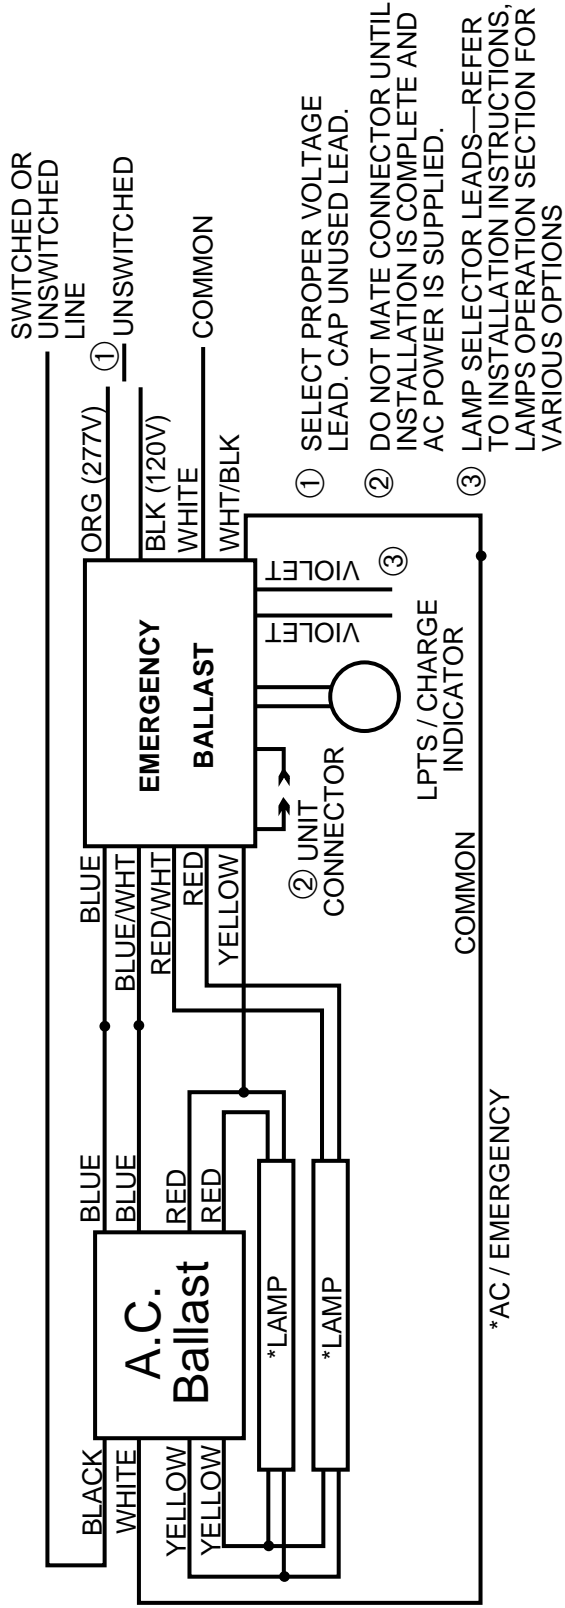 SWITCHED OR
UNSWITCHED
LINE
① UNSWITCHED
ORG (277V)
BLK (120V)
WHITE
COMMON
WHT/BLK
EMERGENCY
BALLAST
BLUE
BLUE/WHT
RED/WHT
RED
YELLOW
VIOLET
VIOLET
③
LPTS / CHARGE
INDICATOR
② UNIT
CONNECTOR
COMMON
BLUE
BLUE
RED
RED
A.C.
Ballast
BLACK
WHITE
YELLOW
YELLOW
*LAMP
*LAMP
*AC / EMERGENCY
① SELECT PROPER VOLTAGE
LEAD. CAP UNUSED LEAD.
② DO NOT MATE CONNECTOR UNTIL
INSTALLATION IS COMPLETE AND
AC POWER IS SUPPLIED.
③ LAMP SELECTOR LEADS—REFER
TO INSTALLATION INSTRUCTIONS,
LAMPS OPERATION SECTION FOR
VARIOUS OPTIONS